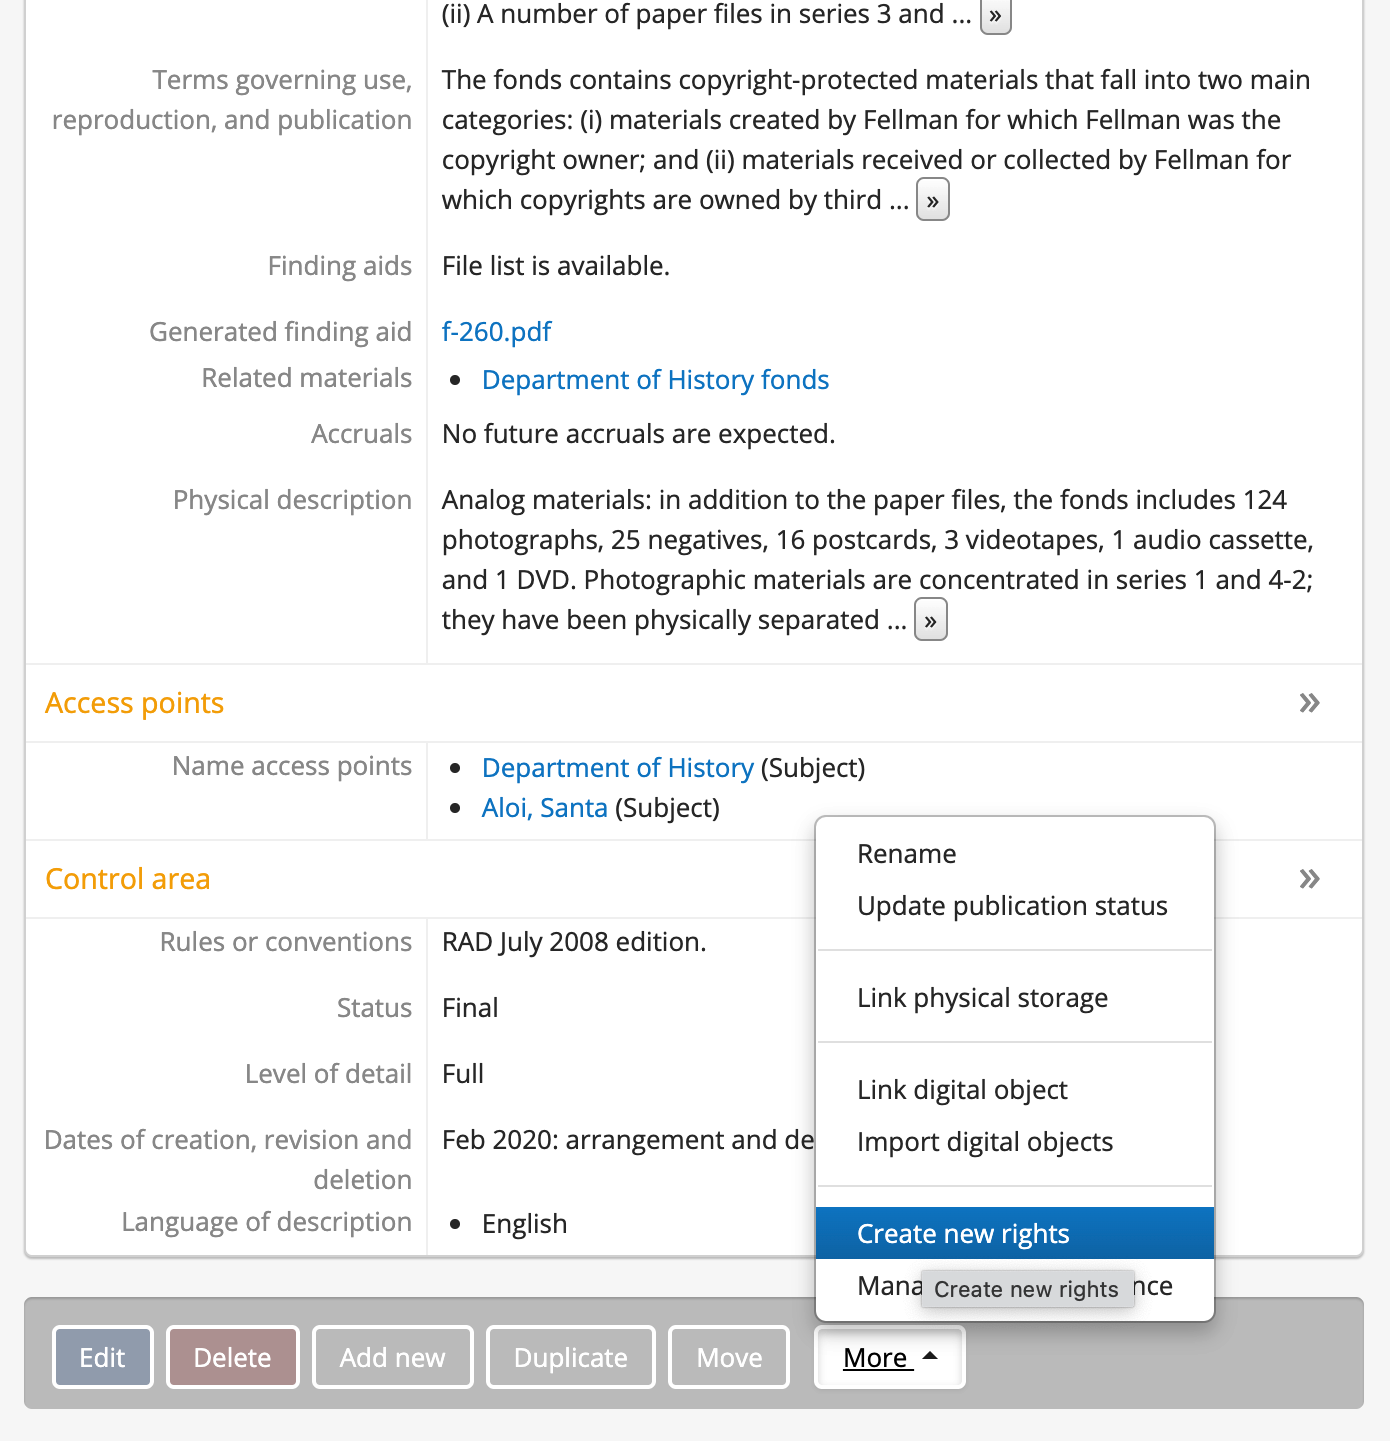 (ii) A number of paper files in series 3 and ... »
Terms governing use,
reproduction, and publication
The fonds contains copyright-protected materials that fall into two main
categories: (i) materials created by Fellman for which Fellman was the
copyright owner; and (ii) materials received or collected by Fellman for
which copyrights are owned by third ... »
Finding aids
File list is available.
Generated finding aid
f-260.pdf
Related materials
• Department of History fonds
Accruals
No future accruals are expected.
Physical description
Analog materials: in addition to the paper files, the fonds includes 124
photographs, 25 negatives, 16 postcards, 3 videotapes, 1 audio cassette,
and 1 DVD. Photographic materials are concentrated in series 1 and 4-2;
they have been physically separated ... »
Access points »
Name access points
• Department of History (Subject)
• Aloi, Santa (Subject)
Control area »
Rules or conventions
RAD July 2008 edition.
Status
Final
Level of detail
Full
Dates of creation, revision and
deletion
Feb 2020: arrangement and de
Language of description
• English
Rename
Update publication status
Link physical storage
Link digital object
Import digital objects
Create new rights
Mana
nce
Create new rights
Edit
Delete
Add new
Duplicate
Move
More